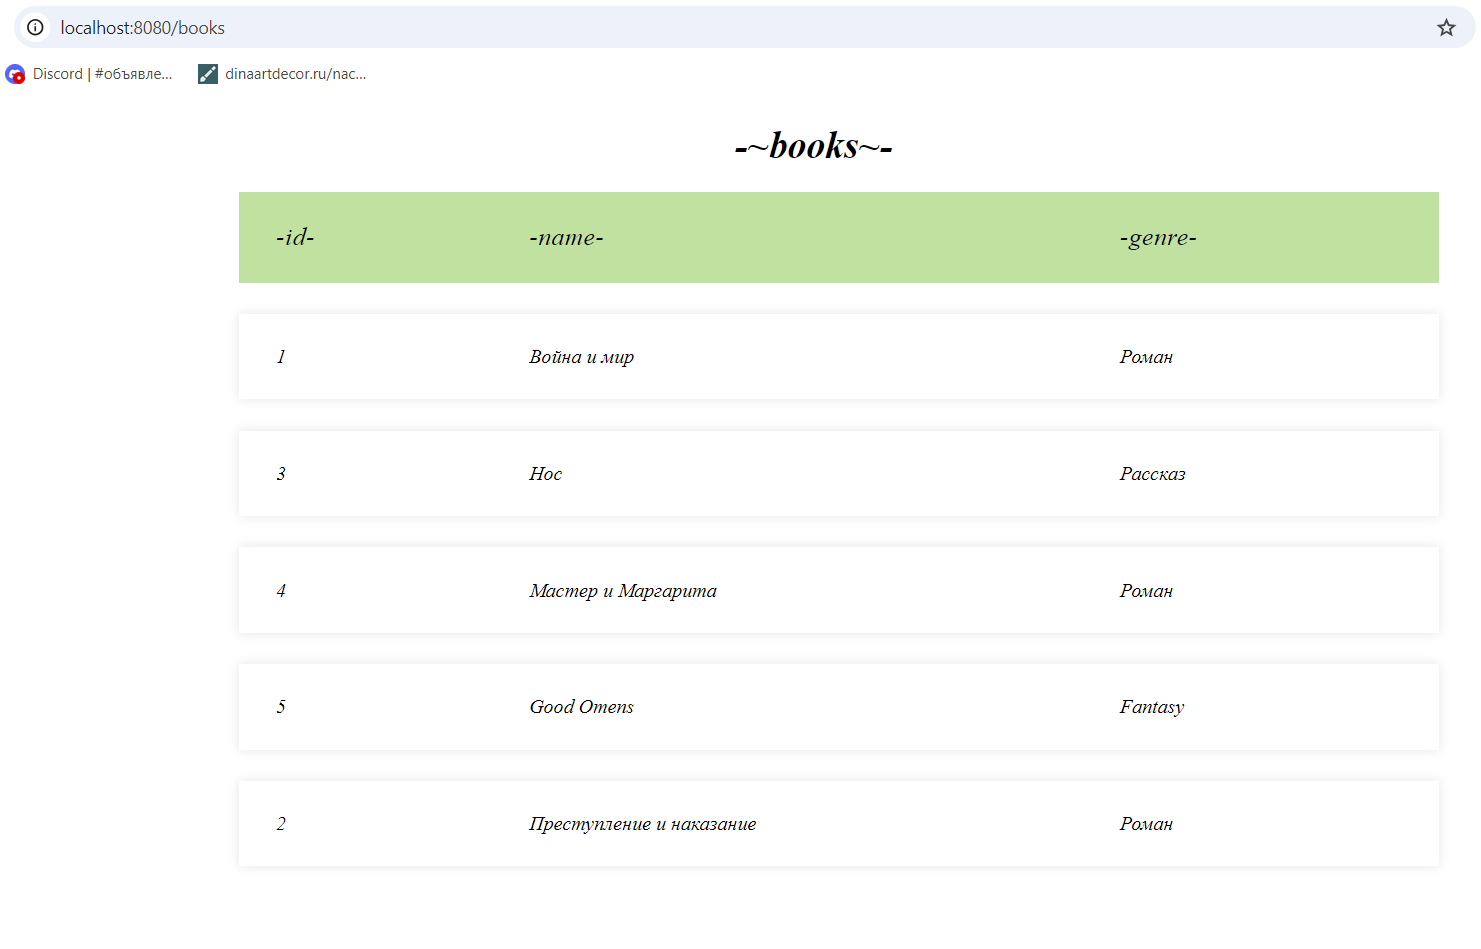 localhost:8080/books
Discord | #объявле... dinaartdecor.ru/nac...
-~books~-
-id- -name- -genre-
1 Война и мир Роман
3 Нос Рассказ
4 Мастер и Маргарита Роман
5 Good Omens Fantasy
2 Преступление и наказание Роман